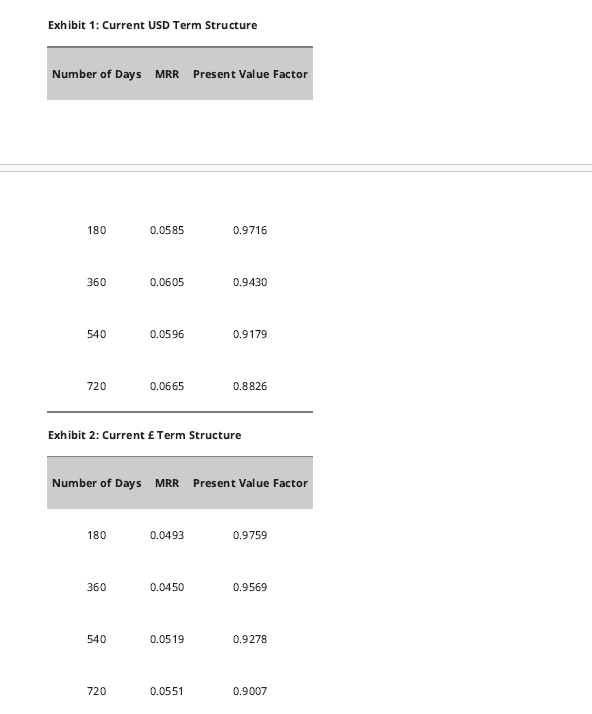 Exhibit 1: Current USD Term Structure
Number of Days MRR Present Value Factor
180 0.0585 0.9716
360 0.0605 0.9430
540 0.0596 0.9179
720 0.0665 0.8826
Exhibit 2: Current £ Term Structure
Number of Days MRR Present Value Factor
180 0.0493 0.9759
360 0.0450 0.9569
540 0.0519 0.9278
720 0.0551 0.9007